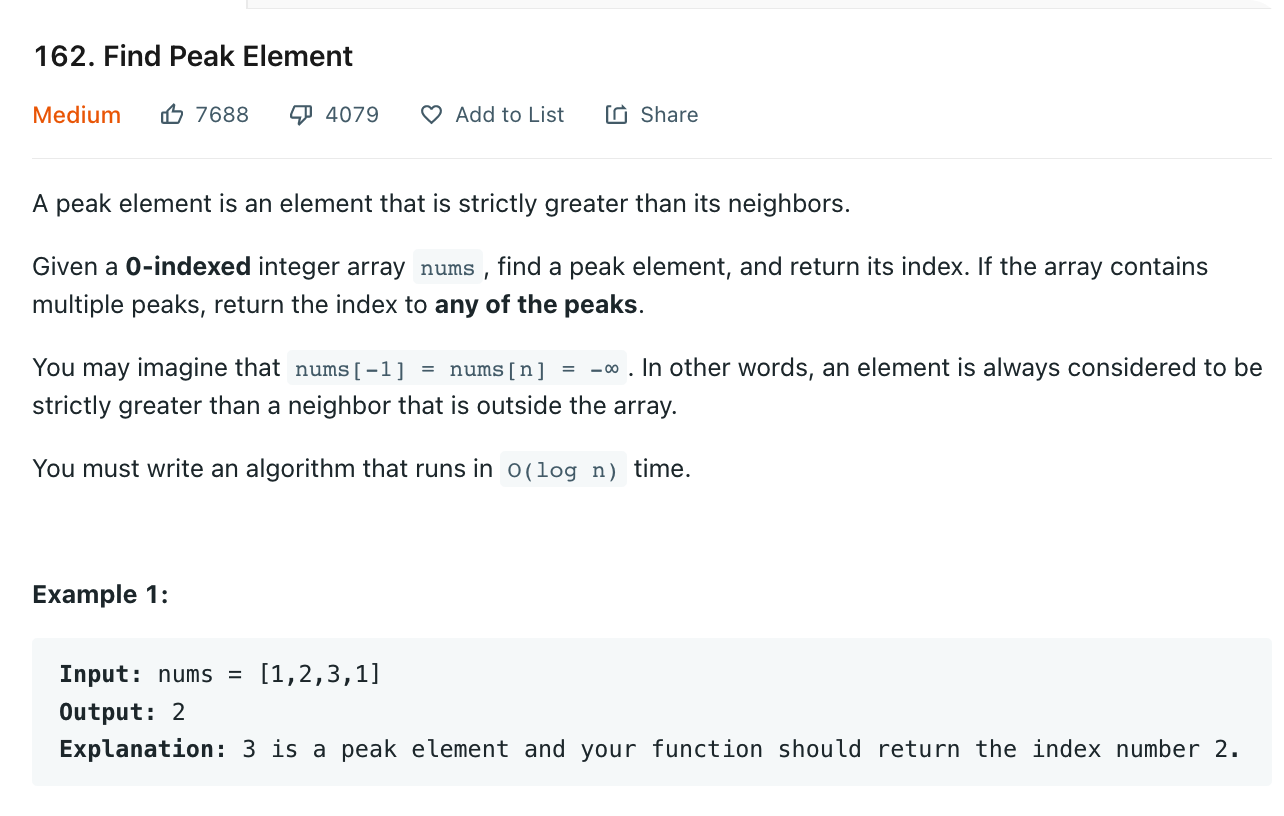 162. Find Peak Element
Medium 7688 4079 Add to List Share
A peak element is an element that is strictly greater than its neighbors.
Given a 0-indexed integer array nums, find a peak element, and return its index. If the array contains
multiple peaks, return the index to any of the peaks.
You may imagine that nums[-1] = nums[n] = -∞. In other words, an element is always considered to be
strictly greater than a neighbor that is outside the array.
You must write an algorithm that runs in O(log n) time.
Example 1:
Input: nums = [1,2,3,1]
Output: 2
Explanation: 3 is a peak element and your function should return the index number 2.